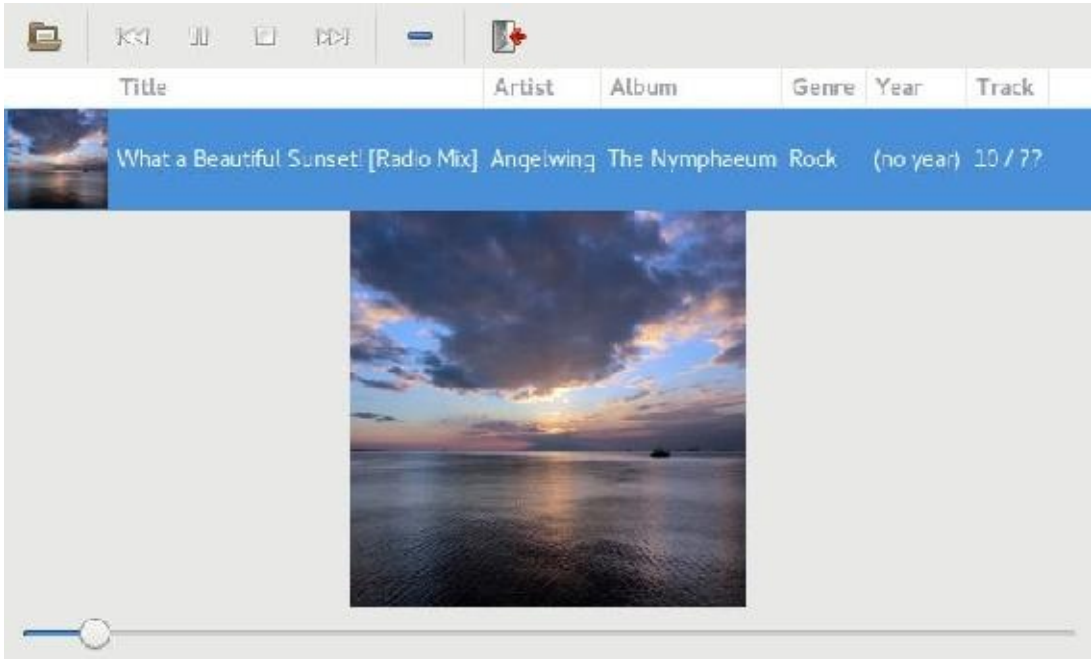 Title Artist Album Genre Year Track
What a Beautiful Sunset! [Radio Mix] Angelwing The Nymphaeum Rock (no year) 10 / ??